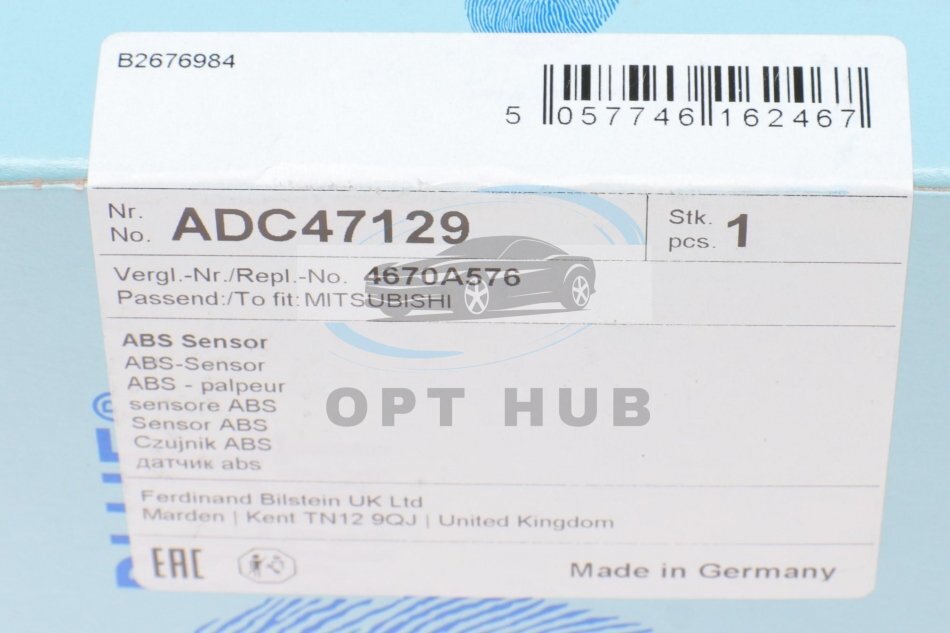 B2676984
5 057746 162467
Nr.
No. ADC47129
Stk.
pcs. 1
Vergl.-Nr./Repl.-No. 4670A576
Passend:/To fit: MITSUBISHI
ABS Sensor
ABS-Sensor
ABS - palpeur
sensore ABS
Sensor ABS
Czujnik ABS
датчик abs
OPT HUB
Ferdinand Bilstein UK Ltd
Marden | Kent TN12 9QJ | United Kingdom
EAC
Made in Germany